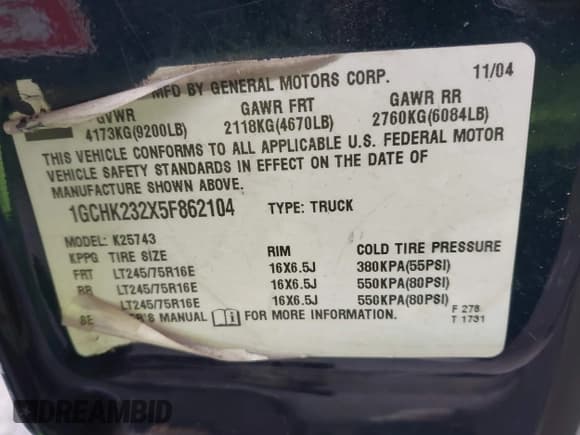 MFD BY GENERAL MOTORS CORP. 11/04
GVWR GAWR FRT GAWR RR
4173KG(9200LB) 2118KG(4670LB) 2760KG(6084LB)
THIS VEHICLE CONFORMS TO ALL APPLICABLE U.S. FEDERAL MOTOR
VEHICLE SAFETY STANDARDS IN EFFECT ON THE DATE OF
MANUFACTURE SHOWN ABOVE.
1GCHK232X5F862104 TYPE: TRUCK
MODEL: K25743
KPPG TIRE SIZE RIM COLD TIRE PRESSURE
FRT LT245/75R16E 16X6.5J 380KPA(55PSI)
RR LT245/75R16E 16X6.5J 550KPA(80PSI)
LT245/75R16E 16X6.5J 550KPA(80PSI)
SE R'S MANUAL FOR MORE INFORMATION.
F 278
T 1731
DREAMBID